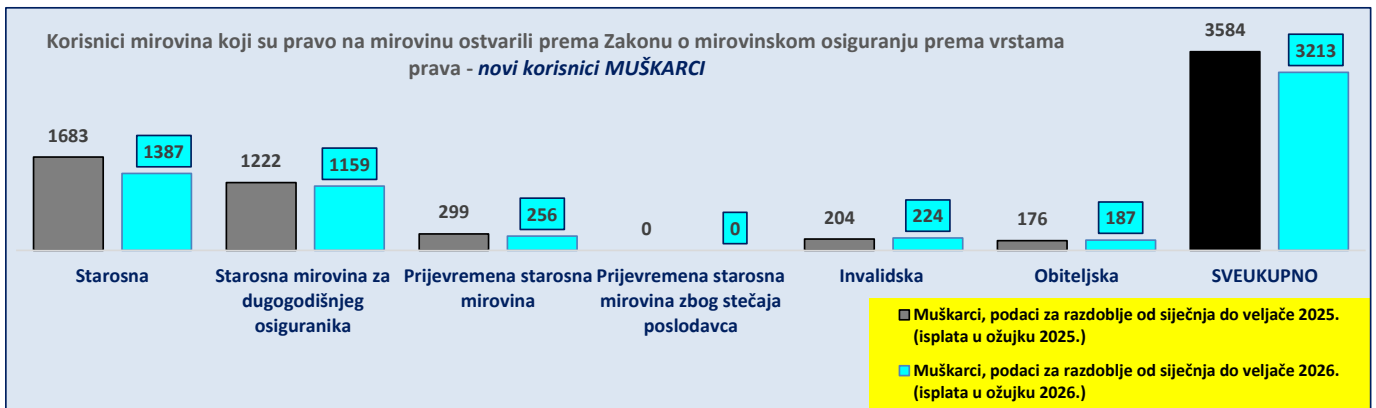 Korisnici mirovina koji su pravo na mirovinu ostvarili prema Zakonu o mirovinskom osiguranju prema vrstama
prava - novi korisnici MUŠKARCI
1683
1387
1222
1159
299
256
0
0
204
224
176
187
3584
3213
Starosna
Starosna mirovina za
dugogodišnjeg
osiguranika
Prijevremena starosna
mirovina
Prijevremena starosna
mirovina zbog stečaja
poslodavca
Invalidska
Obiteljska
SVEUKUPNO
Muškarci, podaci za razdoblje od siječnja do veljače 2025.
(isplata u ožujku 2025.)
Muškarci, podaci za razdoblje od siječnja do veljače 2026.
(isplata u ožujku 2026.)